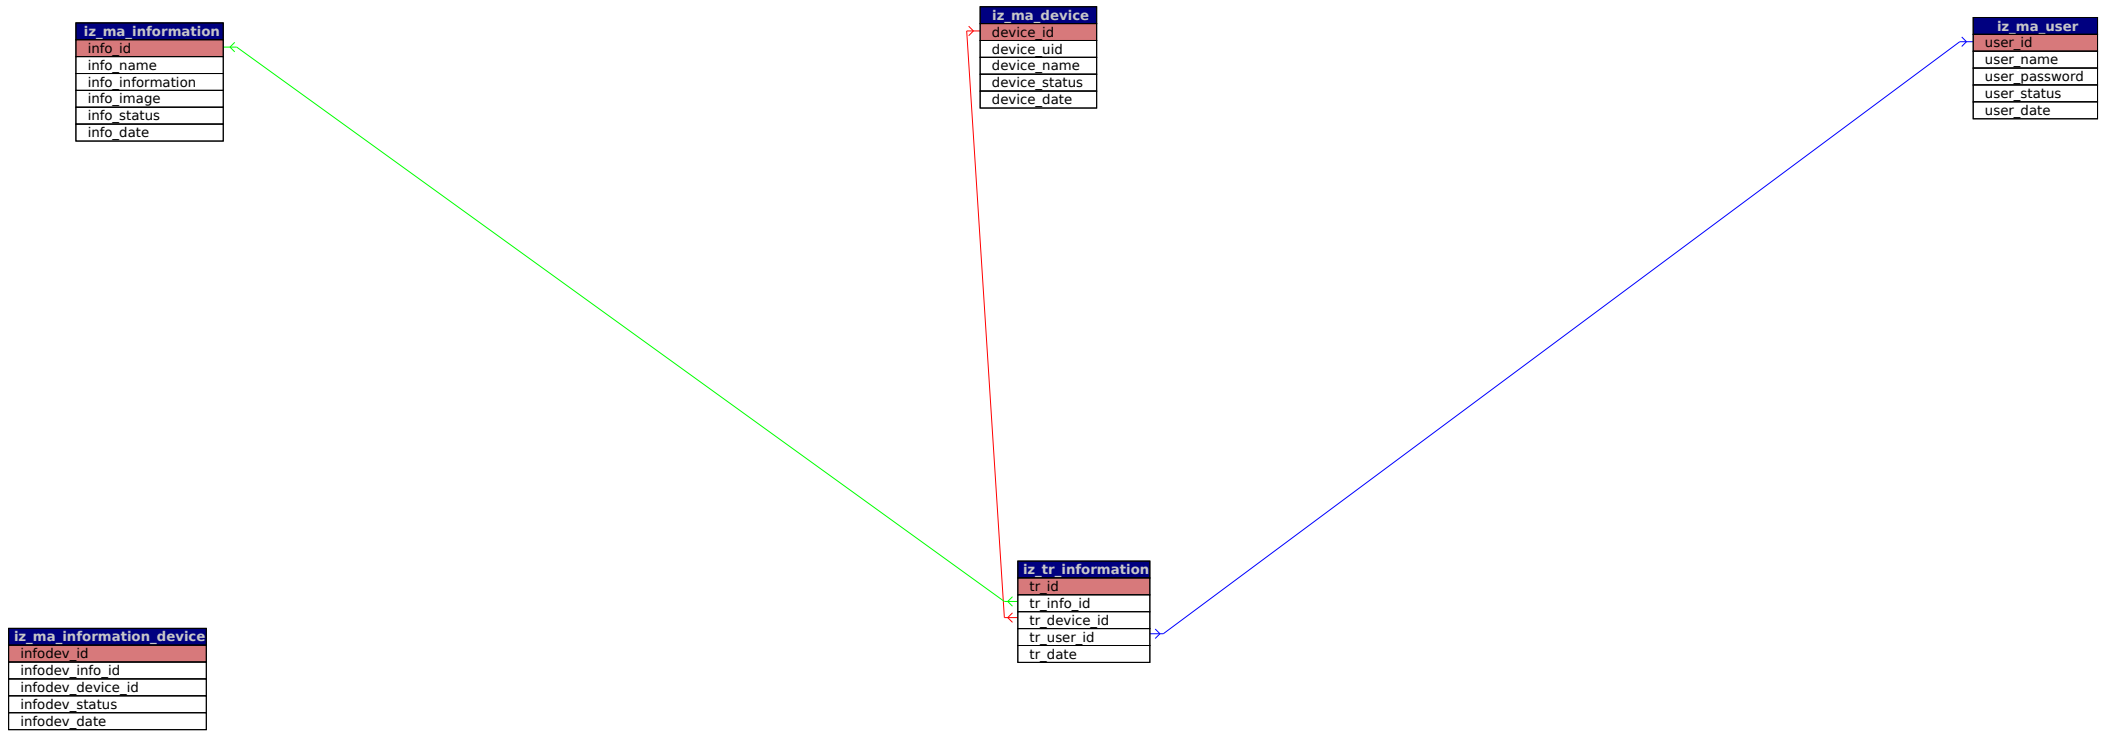 iz_ma_information
info_id
info_name
info_information
info_image
info_status
info_date
iz_ma_device
device_id
device_uid
device_name
device_status
device_date
iz_ma_user
user_id
user_name
user_password
user_status
user_date
iz_tr_information
tr_id
tr_info_id
tr_device_id
tr_user_id
tr_date
iz_ma_information_device
infodev_id
infodev_info_id
infodev_device_id
infodev_status
infodev_date